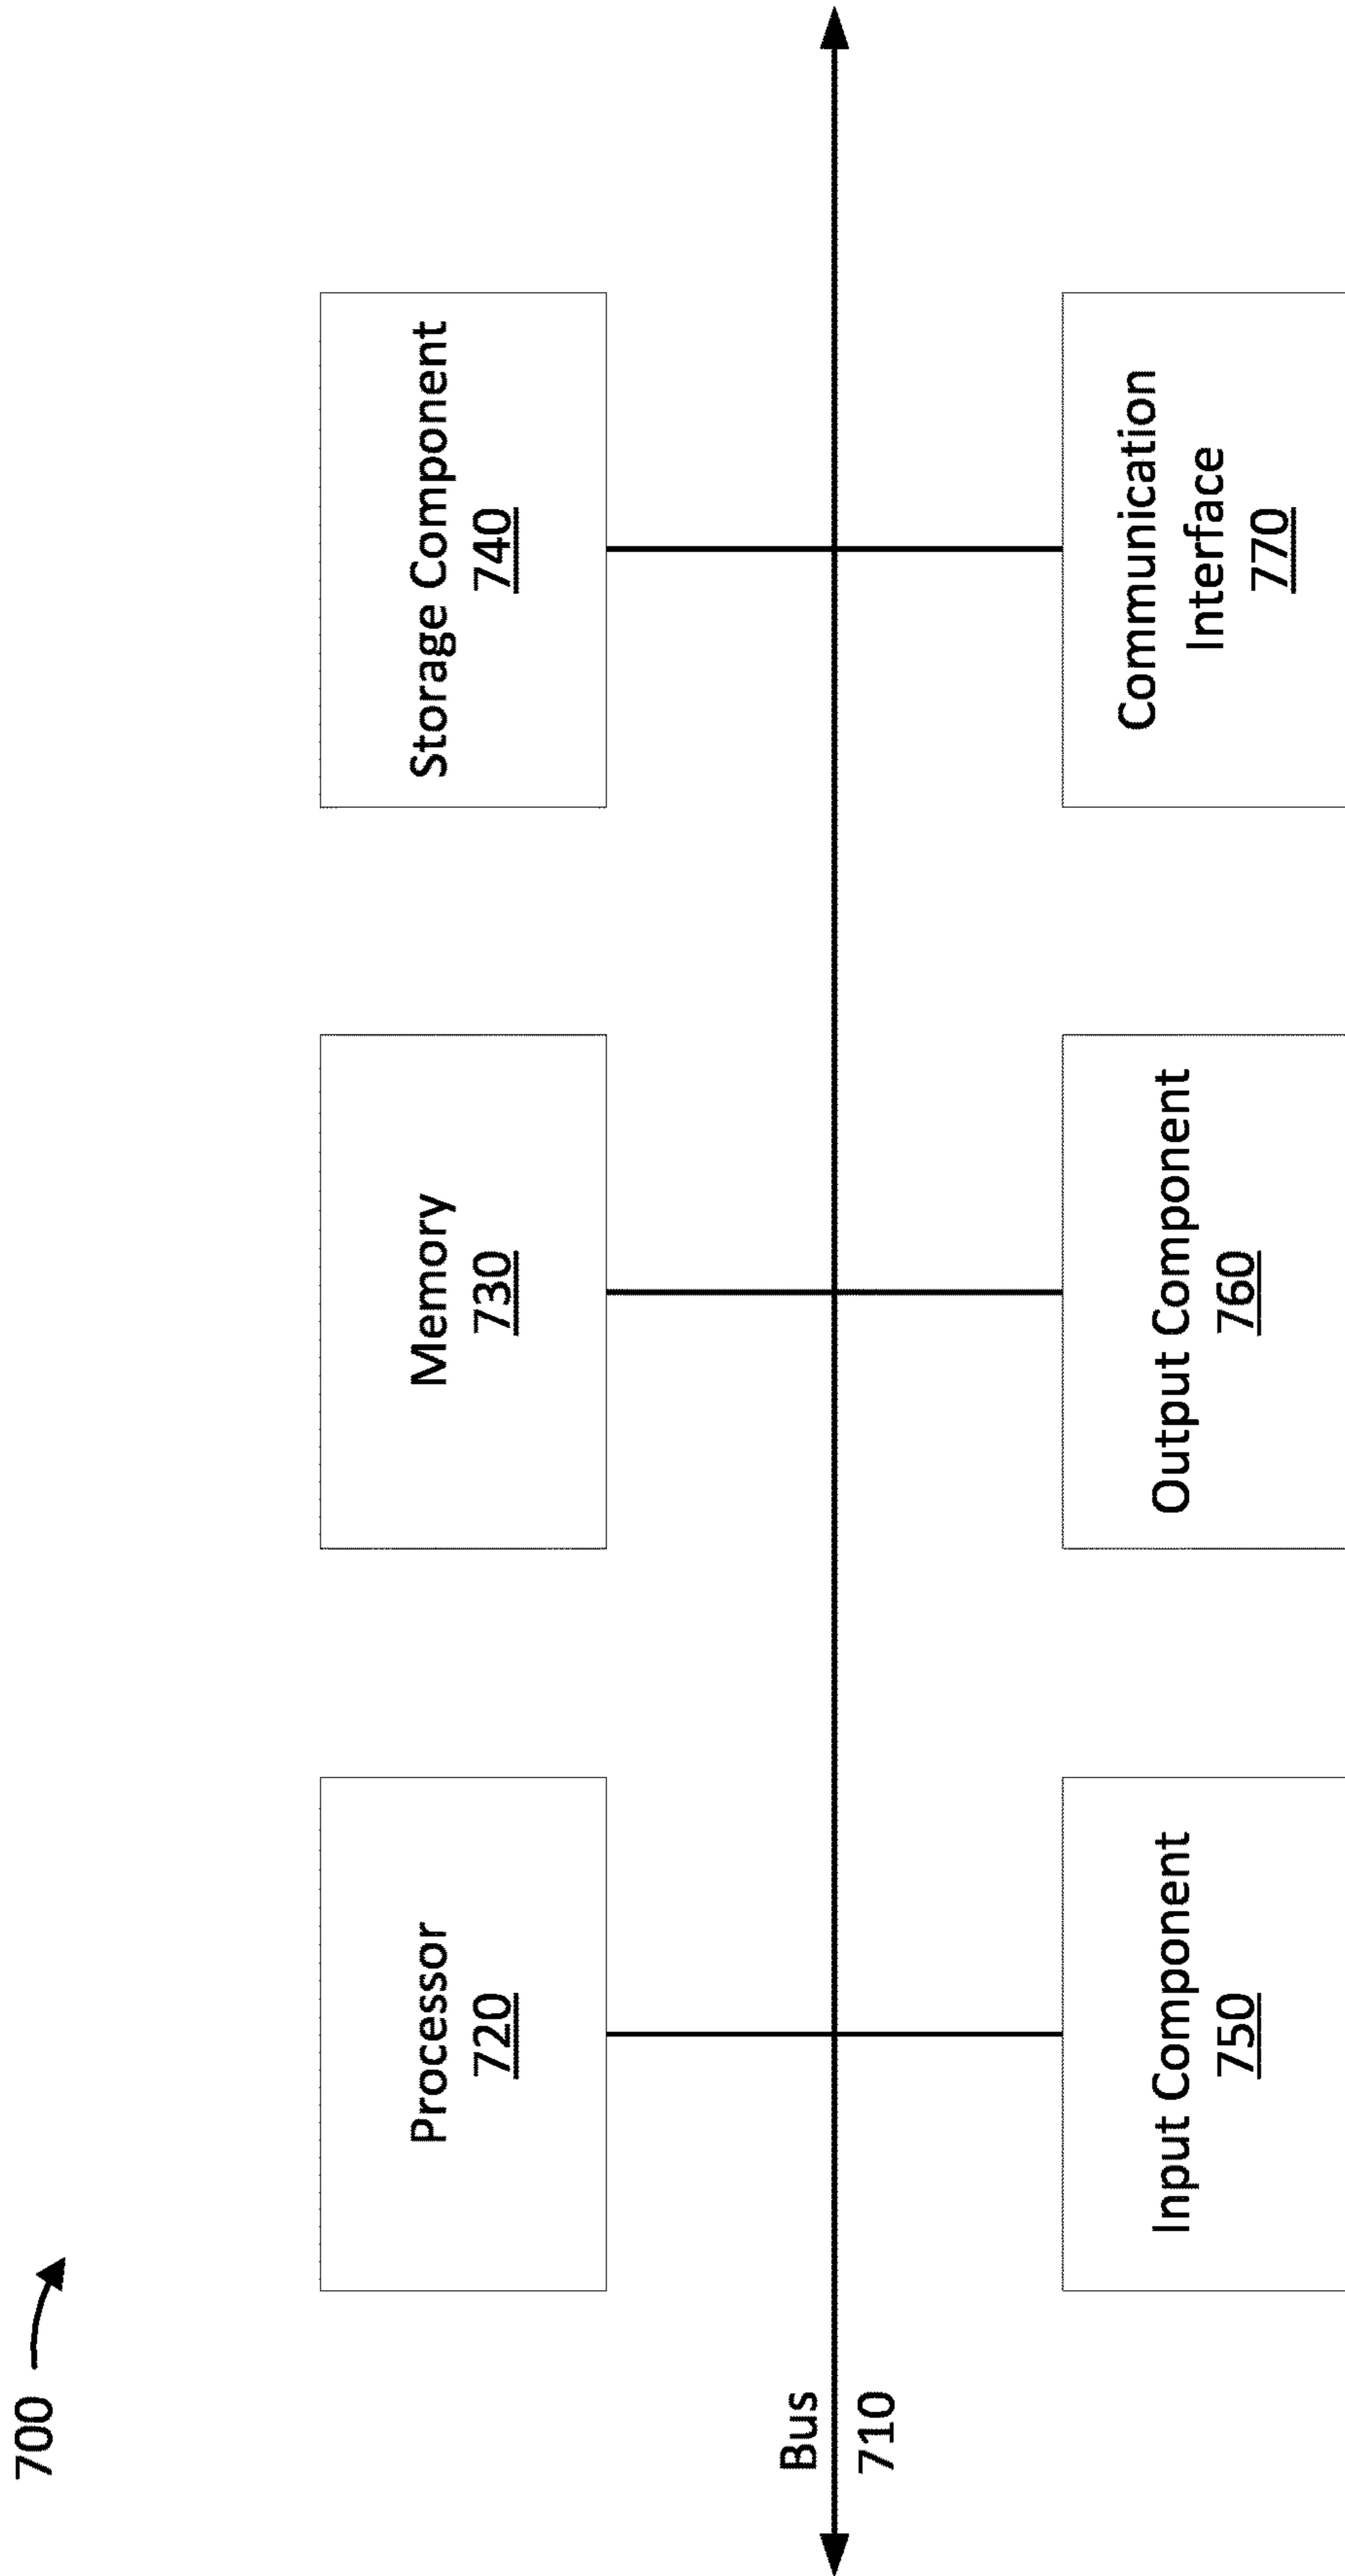 700
Processor
720
Memory
730
Storage Component
740
Bus
710
Input Component
750
Output Component
760
Communication
Interface
770